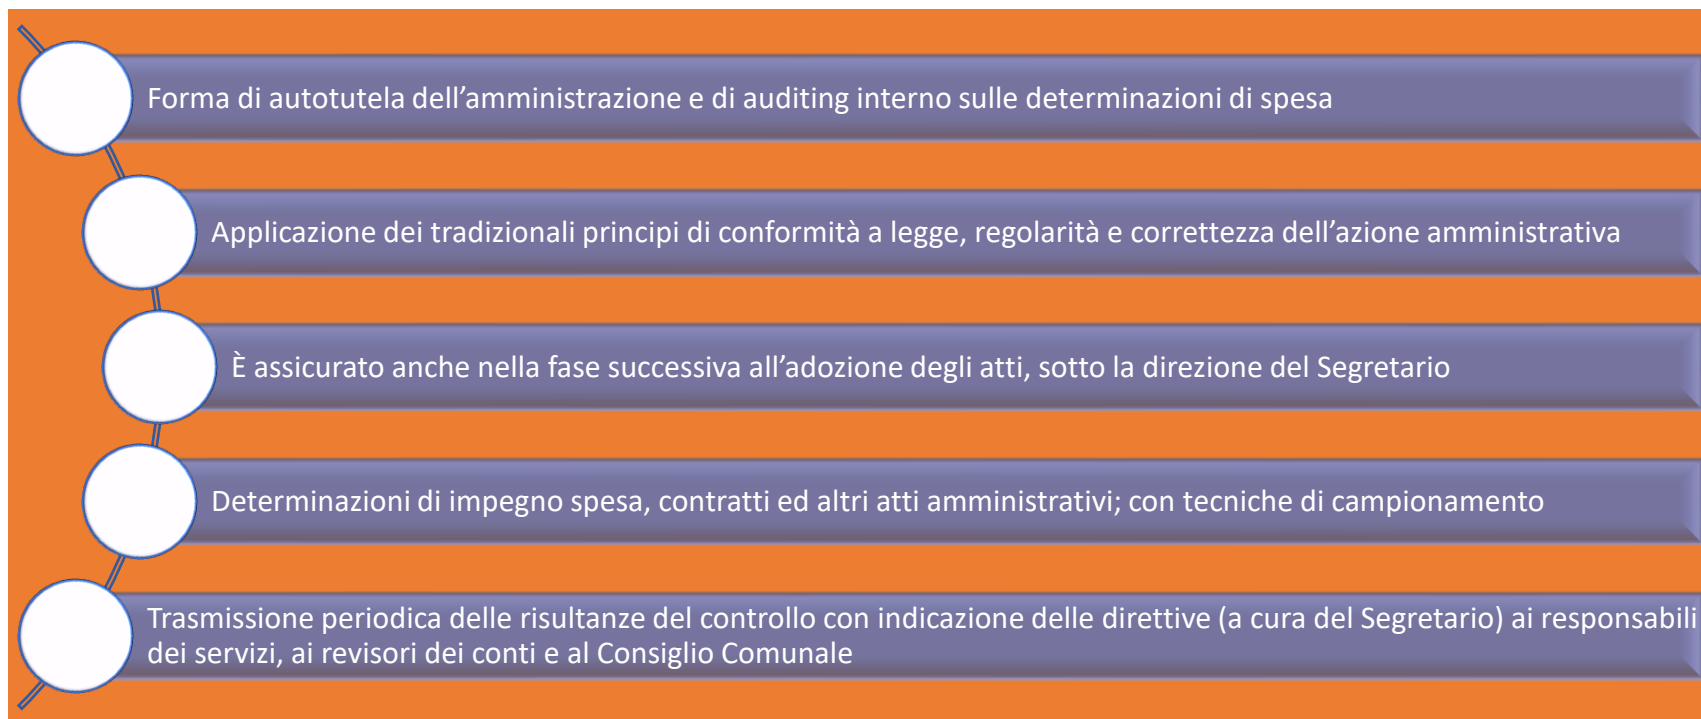 Forma di autotutela dell’amministrazione e di auditing interno sulle determinazioni di spesa
Applicazione dei tradizionali principi di conformità a legge, regolarità e correttezza dell’azione amministrativa
È assicurato anche nella fase successiva all’adozione degli atti, sotto la direzione del Segretario
Determinazioni di impegno spesa, contratti ed altri atti amministrativi; con tecniche di campionamento
Trasmissione periodica delle risultanze del controllo con indicazione delle direttive (a cura del Segretario) ai responsabili
dei servizi, ai revisori dei conti e al Consiglio Comunale